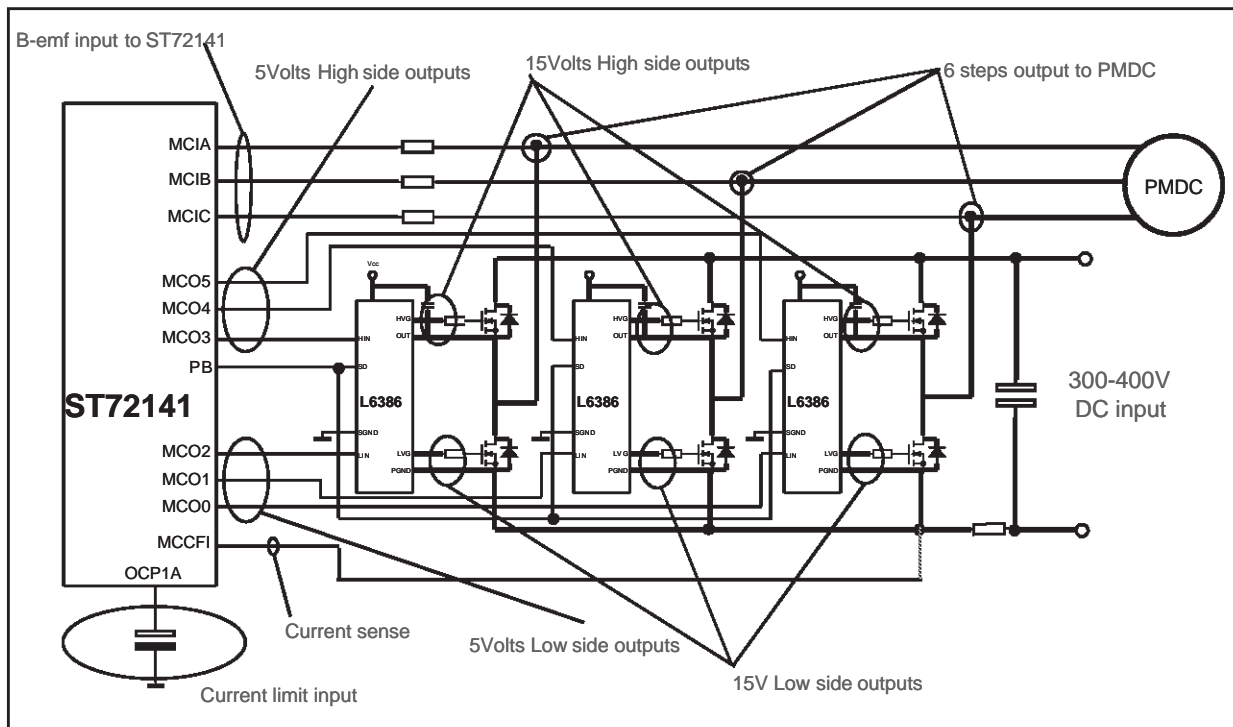 B-emf input to ST72141
5Volts High side outputs
15Volts High side outputs
6 steps output to PMDC
MCIA
MCIB
MCIC
PMDC
MCO5
MCO4
MCO3
PB
ST72141
MCO2
MCO1
MCO0
MCCFI
OCP1A
Vcc
HVG
OUT
HIN
SD
L6386
SGND
LVG
LIN
PGND
HVG
OUT
HIN
SD
L6386
SGND
LVG
LIN
PGND
HVG
OUT
HIN
SD
L6386
SGND
LVG
LIN
PGND
300-400V
DC input
Current sense
5Volts Low side outputs
15V Low side outputs
Current limit input